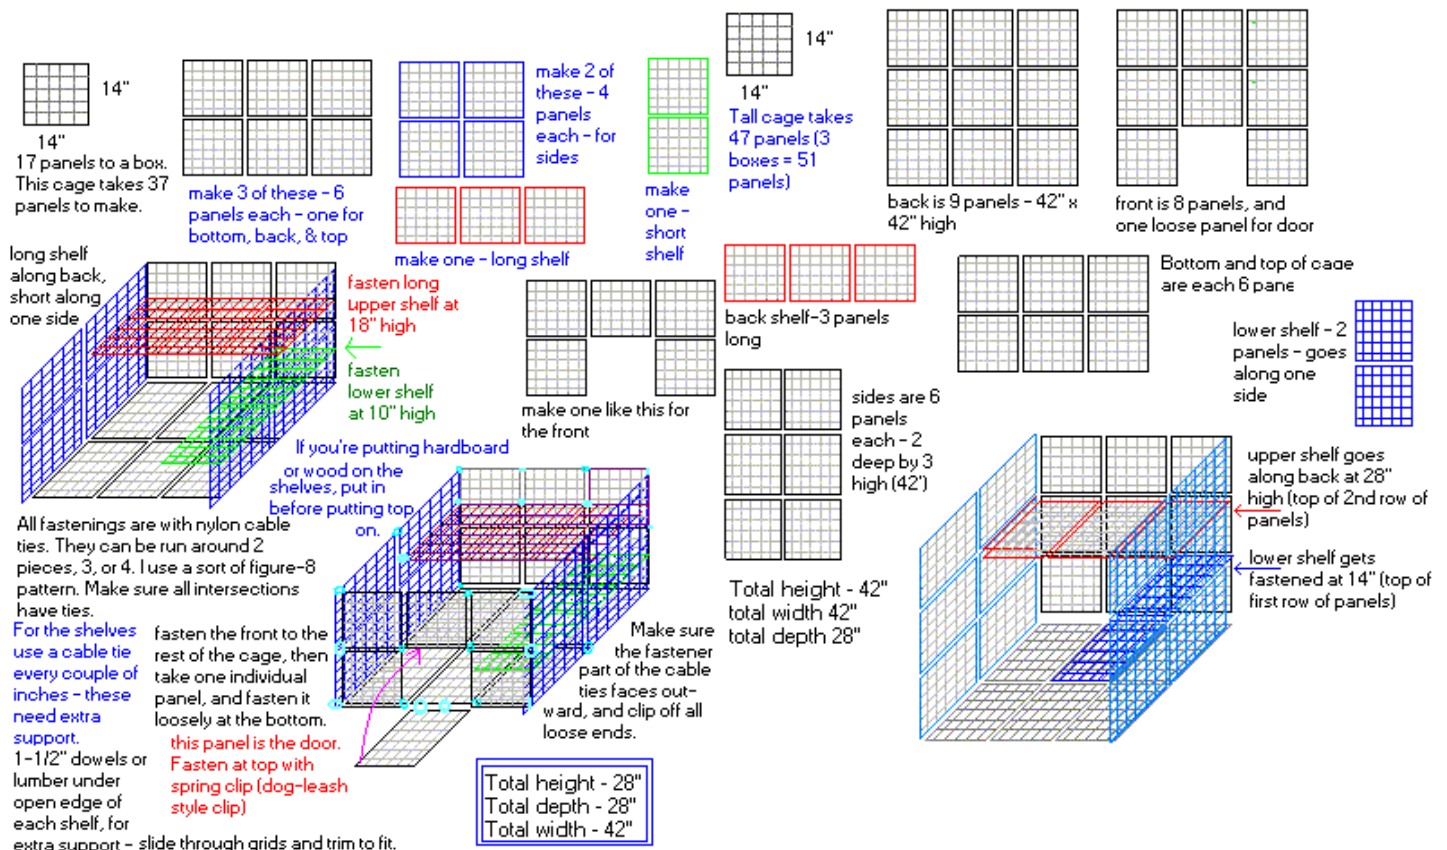 14"
14"
17 panels to a box.
This cage takes 37
panels to make.
make 3 of these - 6
panels each - one for
bottom, back, & top
make 2 of
these - 4
panels
each - for
sides
make one - long shelf
make
one -
short
shelf
long shelf
along back,
short along
one side
fasten long
upper shelf at
18" high
fasten
lower shelf
at 10" high
make one like this for
the front
If you're putting hardboard
or wood on the
shelves, put in
before putting top
on.
All fastenings are with nylon cable
ties. They can be run around 2
pieces, 3, or 4. I use a sort of figure-8
pattern. Make sure all intersections
have ties.
For the shelves
use a cable tie
every couple of
inches - these
need extra
support.
1-1/2" dowels or
lumber under
open edge of
each shelf, for
extra support - slide through grids and trim to fit.
fasten the front to the
rest of the cage, then
take one individual
panel, and fasten it
loosely at the bottom.
this panel is the door.
Fasten at top with
spring clip (dog-leash
style clip)
Make sure
the fastener
part of the cable
ties faces out-
ward, and clip off all
loose ends.
Total height - 28"
Total depth - 28"
Total width - 42"
14"
14"
Tall cage takes
47 panels (3
boxes = 51
panels)
back is 9 panels - 42" x
42" high
front is 8 panels, and
one loose panel for door
back shelf-3 panels
long
Bottom and top of cage
are each 6 pane
lower shelf - 2
panels - goes
along one
side
sides are 6
panels
each - 2
deep by 3
high (42')
Total height - 42"
total width 42"
total depth 28"
upper shelf goes
along back at 28"
high (top of 2nd row of
panels)
lower shelf gets
fastened at 14" (top of
first row of panels)